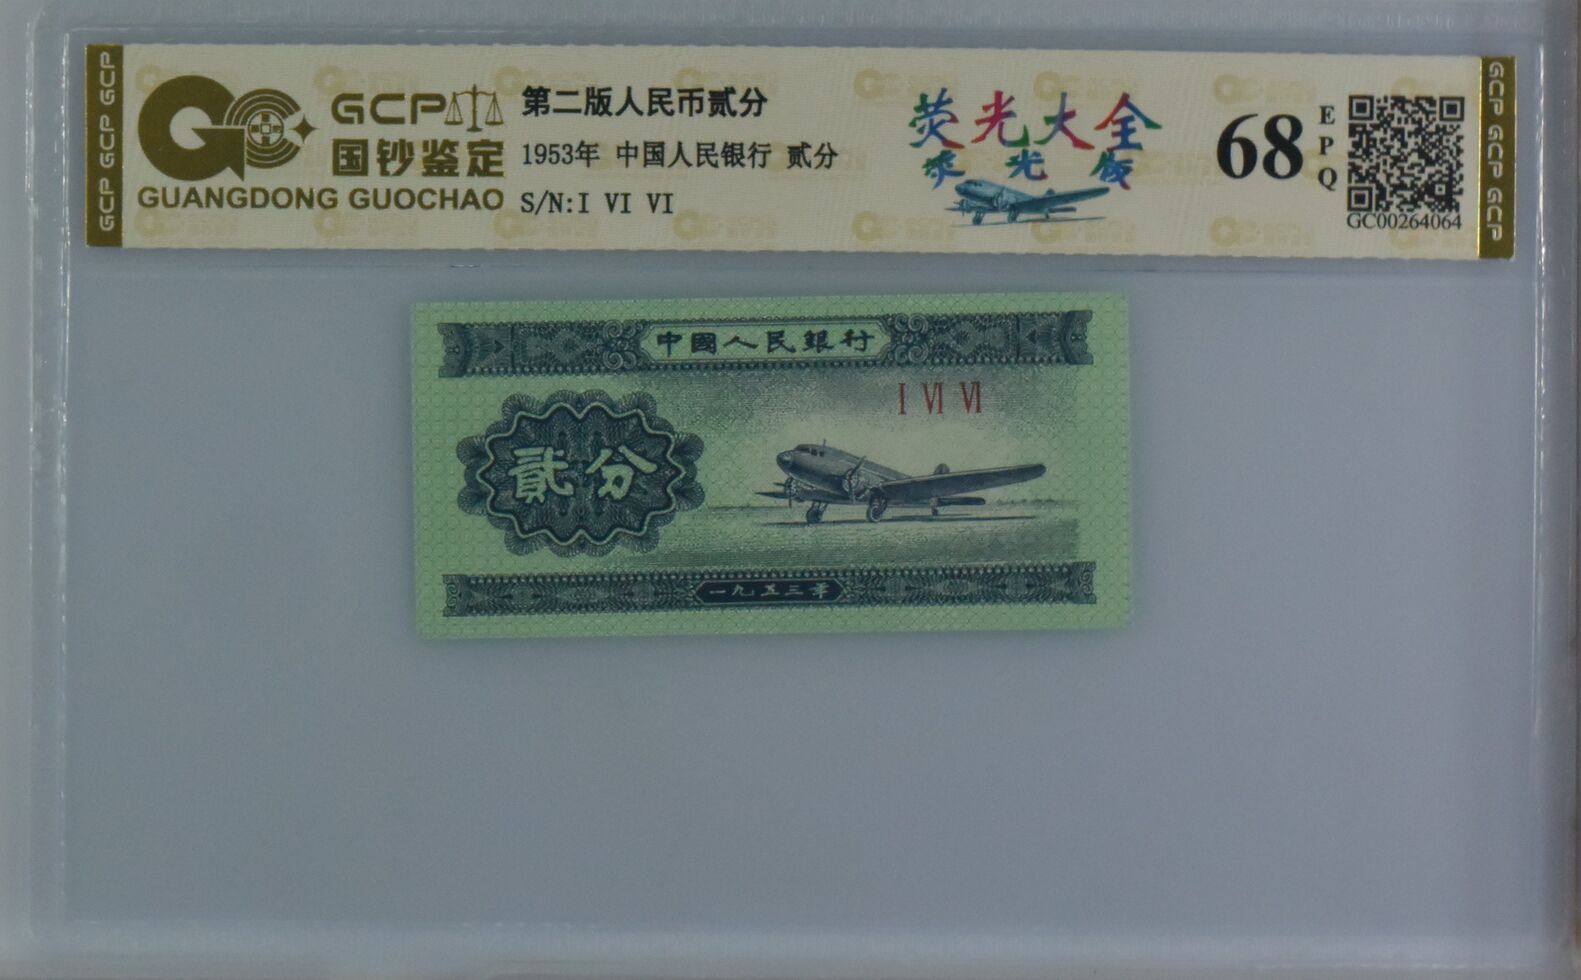 GCP GCP GCP
GCP
国钞鉴定
GUANGDONG GUOCHAO
第二版人民币贰分
1953年 中国人民银行 贰分
S/N:I VI VI
荧光大全
荧光版
68
EPQ
GC00264064
GCP GCP GCP
中國人民銀行
I VI VI
貳分
一九五三年